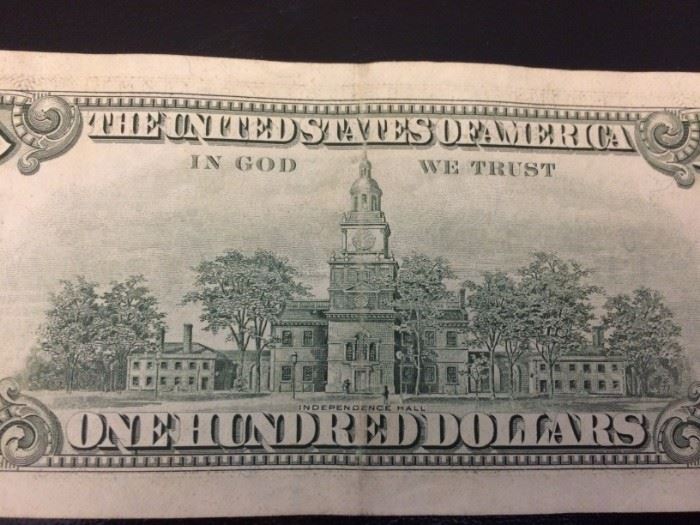 THE UNITED STATES OF AMERICA
IN GOD WE TRUST
INDEPENDENCE HALL
ONE HUNDRED DOLLARS